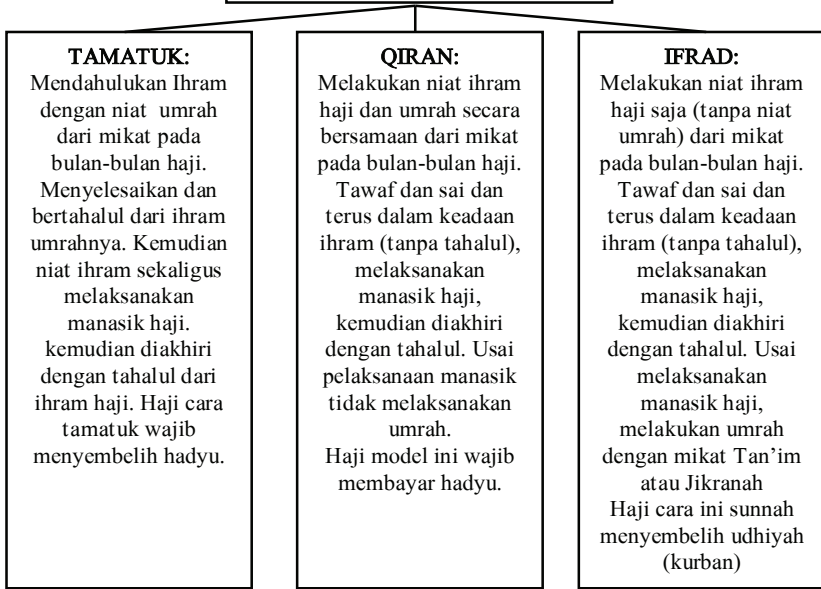 TAMATUK:
Mendahulukan Ihram
dengan niat umrah
dari mikat pada
bulan-bulan haji.
Menyelesaikan dan
bertahalul dari ihram
umrahnya. Kemudian
niat ihram sekaligus
melaksanakan
manasik haji.
kemudian diakhiri
dengan tahalul dari
ihram haji. Haji cara
tamatuk wajib
menyembelih hadyu.
QIRAN:
Melakukan niat ihram
haji dan umrah secara
bersamaan dari mikat
pada bulan-bulan haji.
Tawaf dan sai dan
terus dalam keadaan
ihram (tanpa tahalul),
melaksanakan
manasik haji,
kemudian diakhiri
dengan tahalul. Usai
pelaksanaan manasik
tidak melaksanakan
umrah.
Haji model ini wajib
membayar hadyu.
IFRAD:
Melakukan niat ihram
haji saja (tanpa niat
umrah) dari mikat
pada bulan-bulan haji.
Tawaf dan sai dan
terus dalam keadaan
ihram (tanpa tahalul),
melaksanakan
manasik haji,
kemudian diakhiri
dengan tahalul. Usai
melaksanakan
manasik haji,
melakukan umrah
dengan mikat Tan’im
atau Jikranah
Haji cara ini sunnah
menyembelih udhiyah
(kurban)